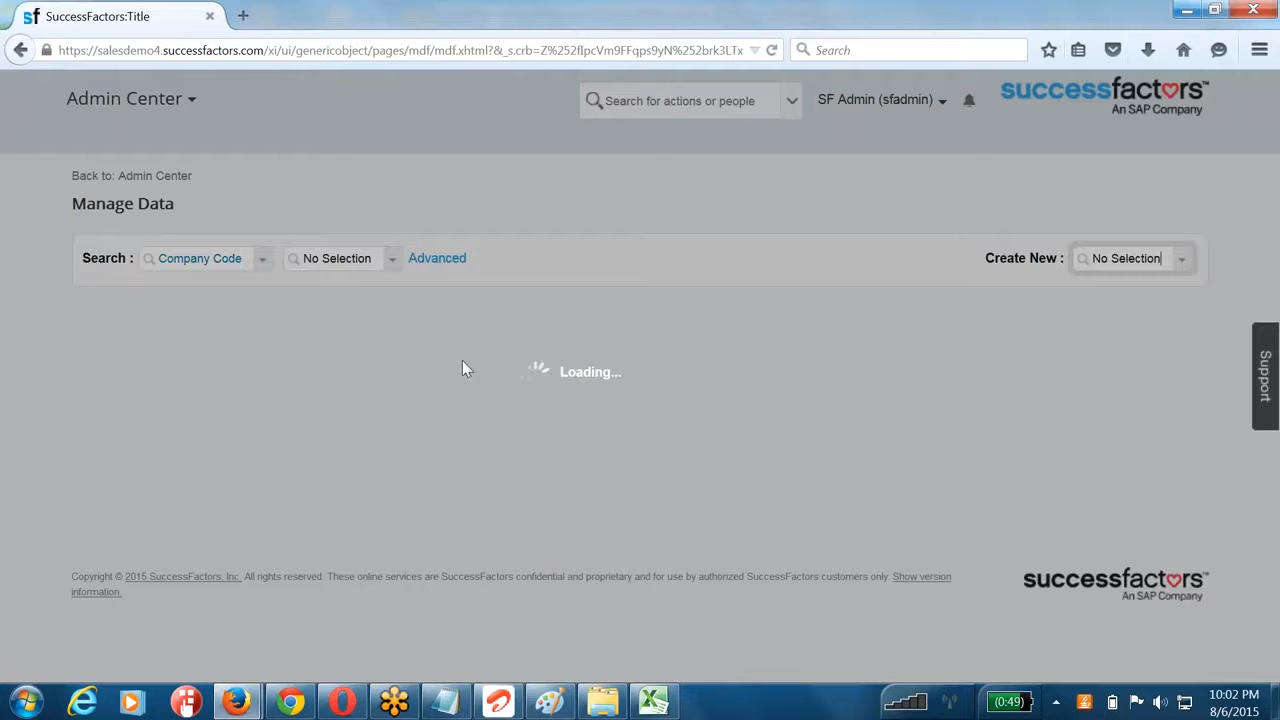 SuccessFactors:Title
https://salesdemo4.successfactors.com/xi/ui/genericobject/pages/mdf/mdf.xhtml?&_s.crb=Z%252flpcVm9FFqps9yN%252brk3LTx
Search
Admin Center
Search for actions or people
SF Admin (sfadmin)
successfactors
An SAP Company
Back to: Admin Center
Manage Data
Search :
Company Code
No Selection
Advanced
Create New :
No Selection
Loading...
Support
Copyright © 2015 SuccessFactors, Inc. All rights reserved. These online services are SuccessFactors confidential and proprietary and for use by authorized SuccessFactors customers only. Show version
information.
successfactors
An SAP Company
(0:49)
10:02 PM
8/6/2015